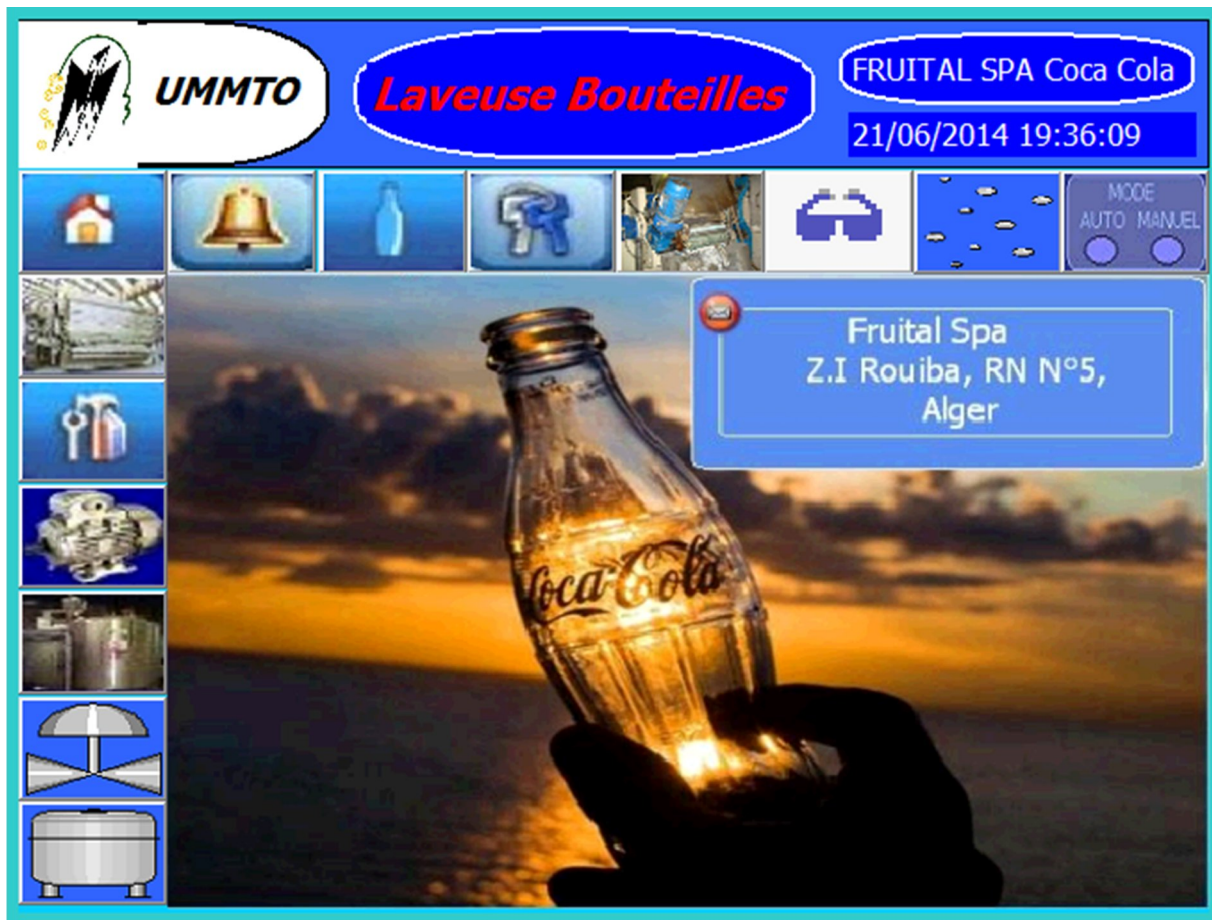 UMMTO
Laveuse Bouteilles
FRUITAL SPA Coca Cola
21/06/2014 19:36:09
MODE
AUTO MANUEL
Fruital Spa
Z.I Rouiba, RN N°5,
Alger
Coca-Cola